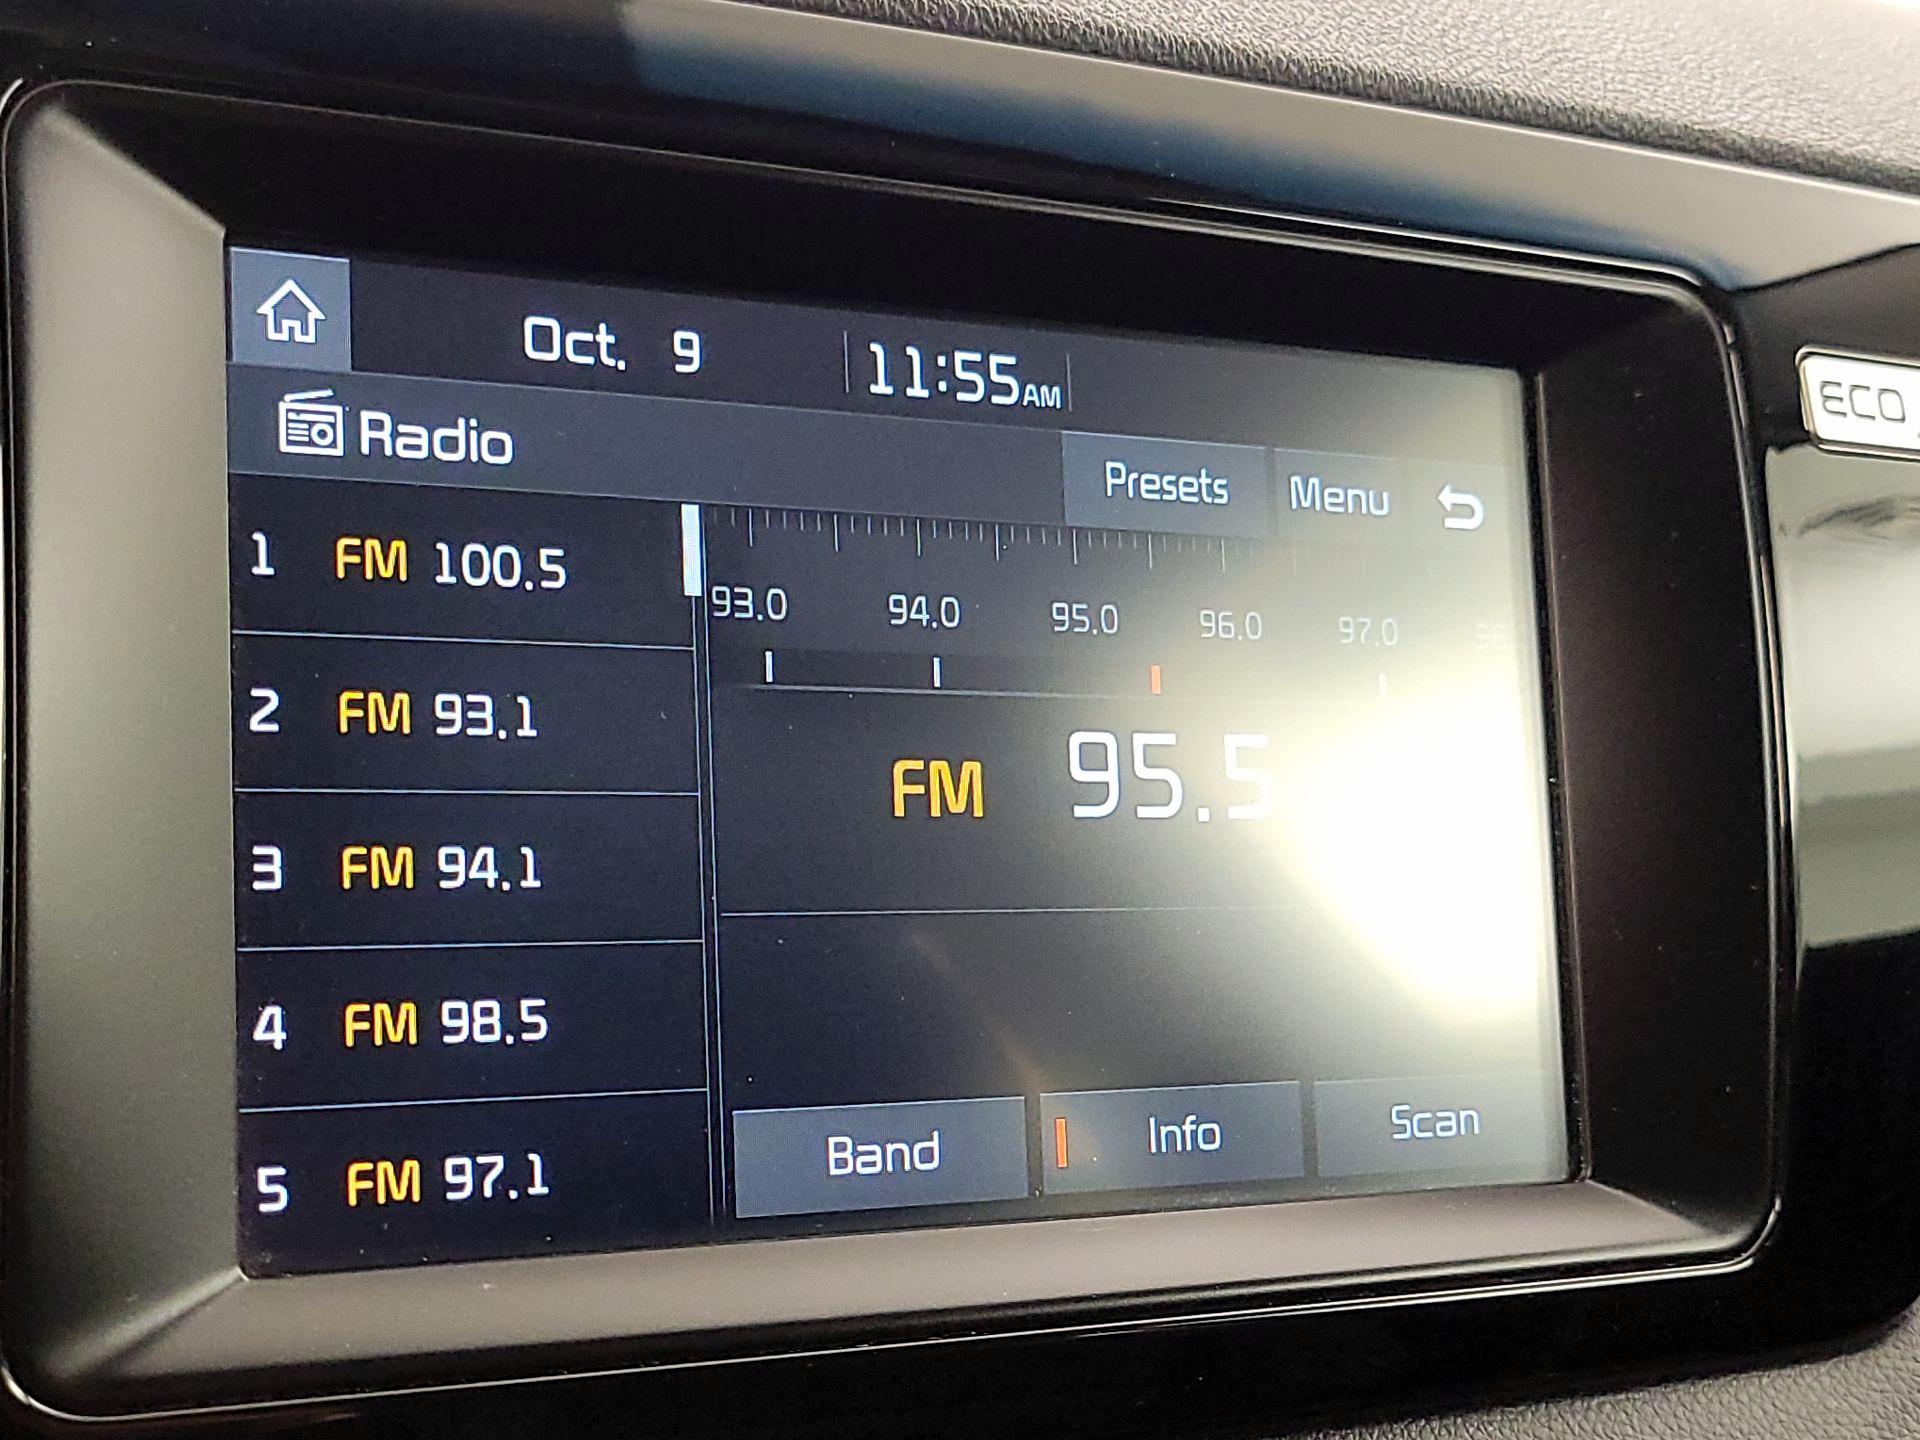 Oct. 9 11:55AM
ECO
Radio
Presets Menu
1 FM 100.5
93.0 94.0 95.0 96.0 97.0 98
2 FM 93.1
FM 95.5
3 FM 94.1
4 FM 98.5
5 FM 97.1
Band Info Scan